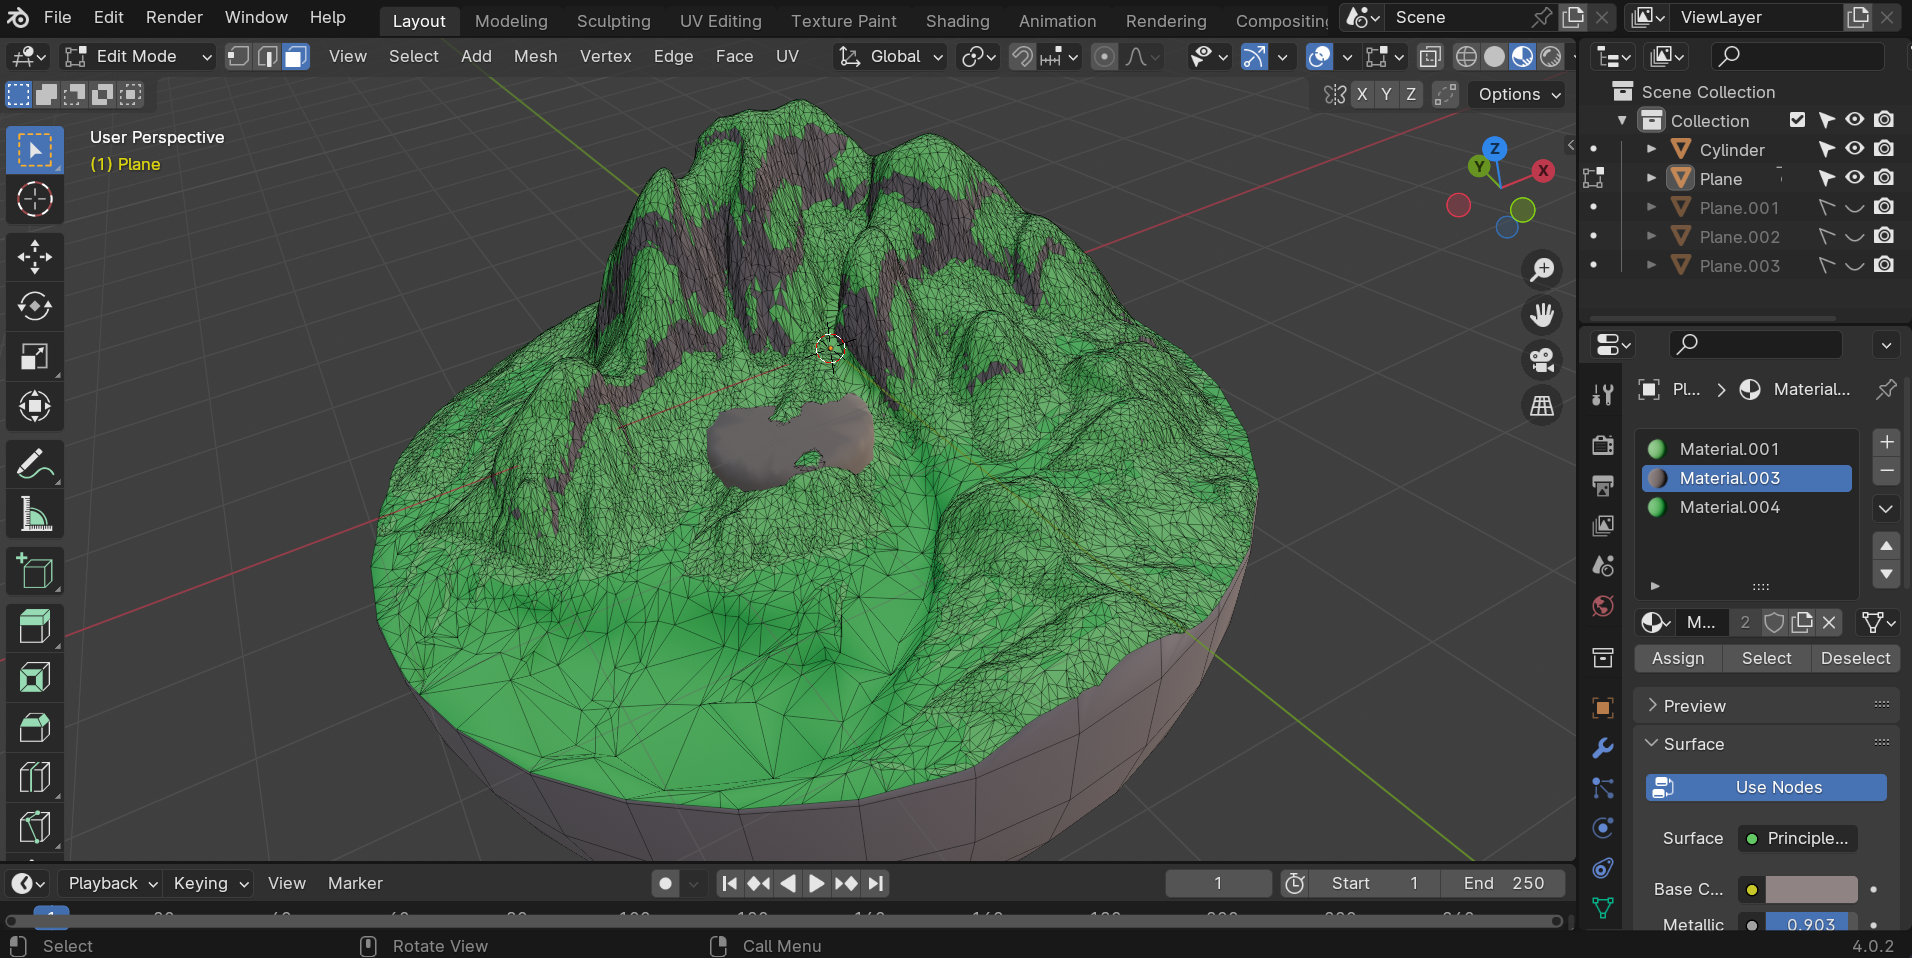 File Edit Render Window Help Layout Modeling Sculpting UV Editing Texture Paint Shading Animation Rendering Compositing Scene ViewLayer
Edit Mode View Select Add Mesh Vertex Edge Face UV Global
X Y Z Options
User Perspective
(1) Plane
Z
Y
X
Scene Collection
Collection
Cylinder
Plane
Plane.001
Plane.002
Plane.003
Pl... Material...
Material.001
Material.003
Material.004
M... 2
Assign Select Deselect
Preview
Surface
Use Nodes
Surface Principle...
Base C...
Metallic 0.903
Playback Keying View Marker 1 Start 1 End 250
1
Select Rotate View Call Menu 4.0.2